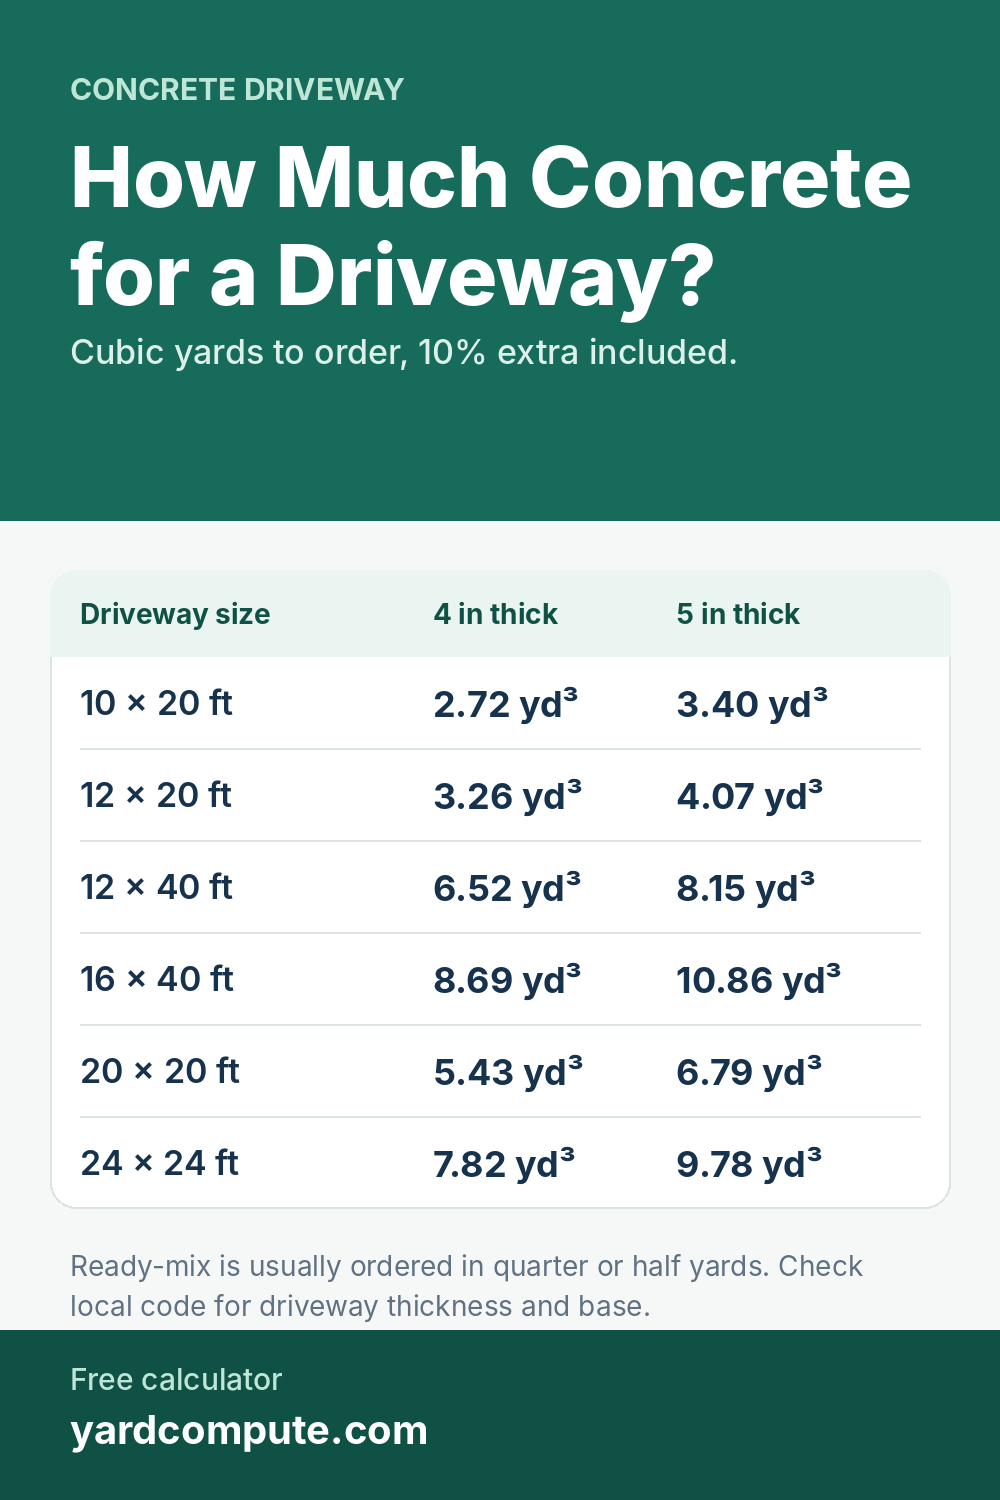 CONCRETE DRIVEWAY
How Much Concrete
for a Driveway?
Cubic yards to order, 10% extra included.
Driveway size 4 in thick 5 in thick
10 × 20 ft 2.72 yd³ 3.40 yd³
12 × 20 ft 3.26 yd³ 4.07 yd³
12 × 40 ft 6.52 yd³ 8.15 yd³
16 × 40 ft 8.69 yd³ 10.86 yd³
20 × 20 ft 5.43 yd³ 6.79 yd³
24 × 24 ft 7.82 yd³ 9.78 yd³
Ready-mix is usually ordered in quarter or half yards. Check
local code for driveway thickness and base.
Free calculator
yardcompute.com